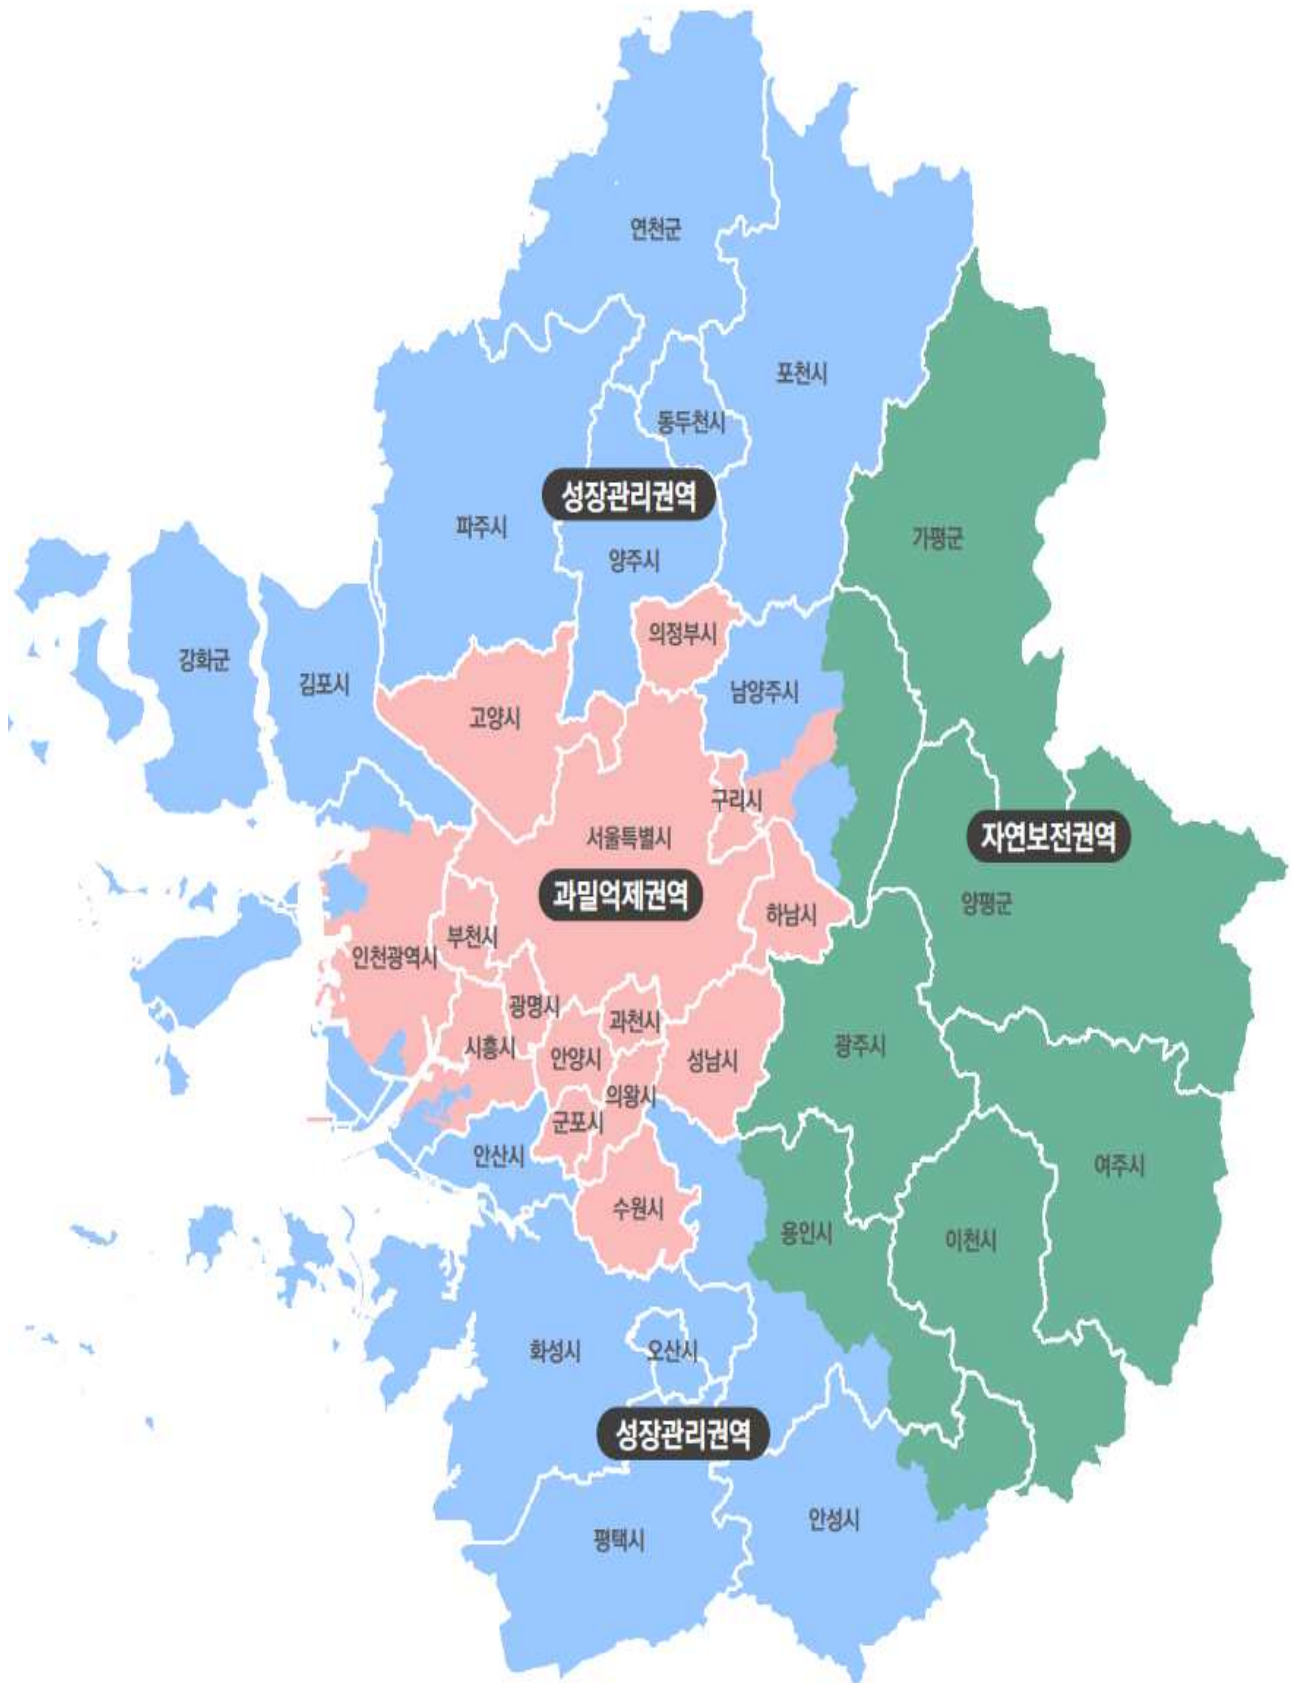 연천군
포천시
동두천시
성장관리권역
파주시
가평군
양주시
의정부시
강화군
김포시
남양주시
고양시
구리시
서울특별시
자연보전권역
과밀억제권역
양평군
하남시
부천시
인천광역시
광명시
과천시
시흥시
안양시
성남시
광주시
의왕시
군포시
안산시
여주시
수원시
용인시
이천시
화성시
오산시
성장관리권역
안성시
평택시